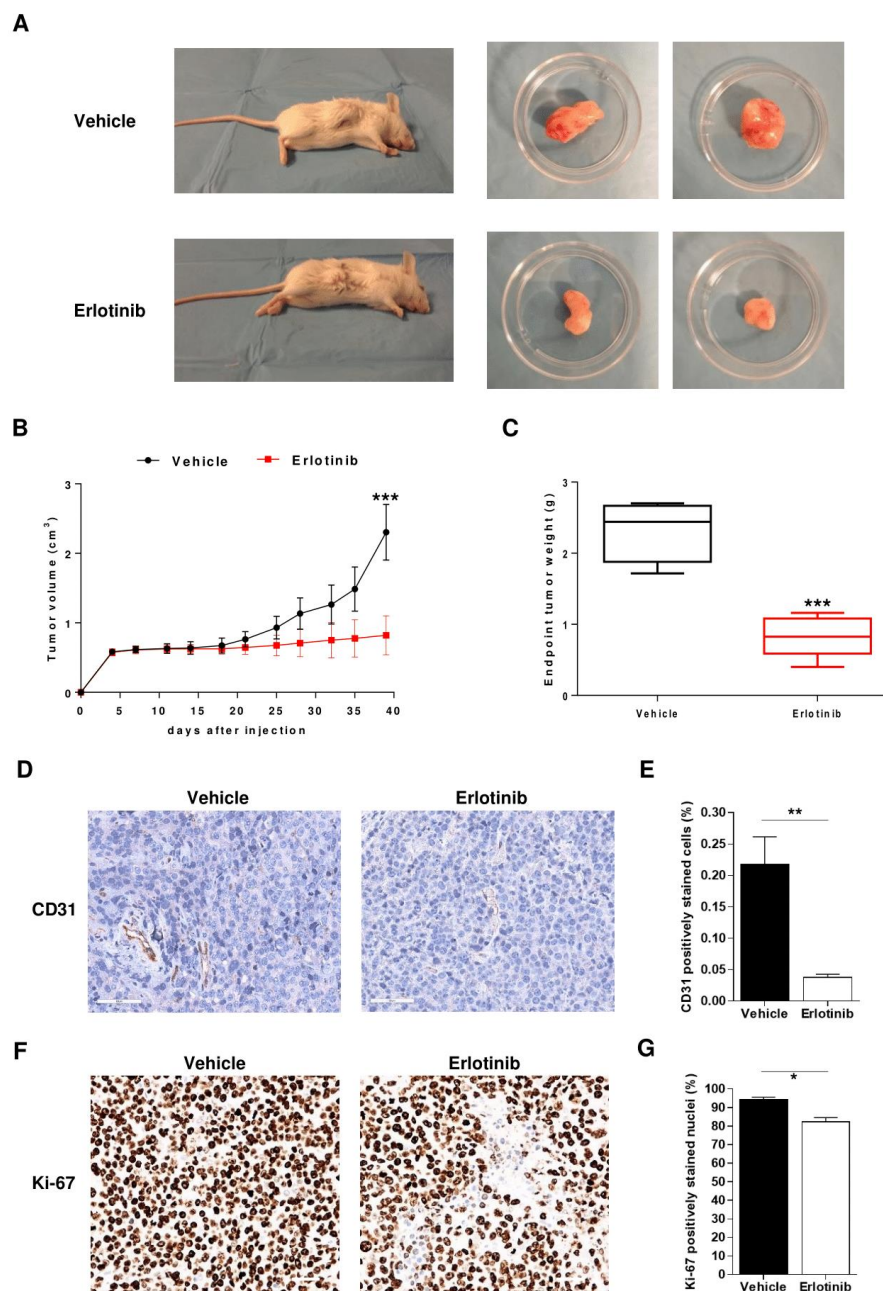 A
Vehicle
Erlotinib
B
Vehicle Erlotinib
Tumor volume (cm3)
3
2
1
0
***
0 5 10 15 20 25 30 35 40
days after injection
C
Endpoint tumor weight (g)
3
2
1
0
***
Vehicle Erlotinib
D
Vehicle Erlotinib
CD31
E
CD31 positively stained cells (%)
0.30
0.25
0.20
0.15
0.10
0.05
0.00
**
Vehicle Erlotinib
F
Vehicle Erlotinib
Ki-67
G
Ki-67 positively stained nuclei (%)
100
90
80
70
60
50
40
30
20
10
0
*
Vehicle Erlotinib